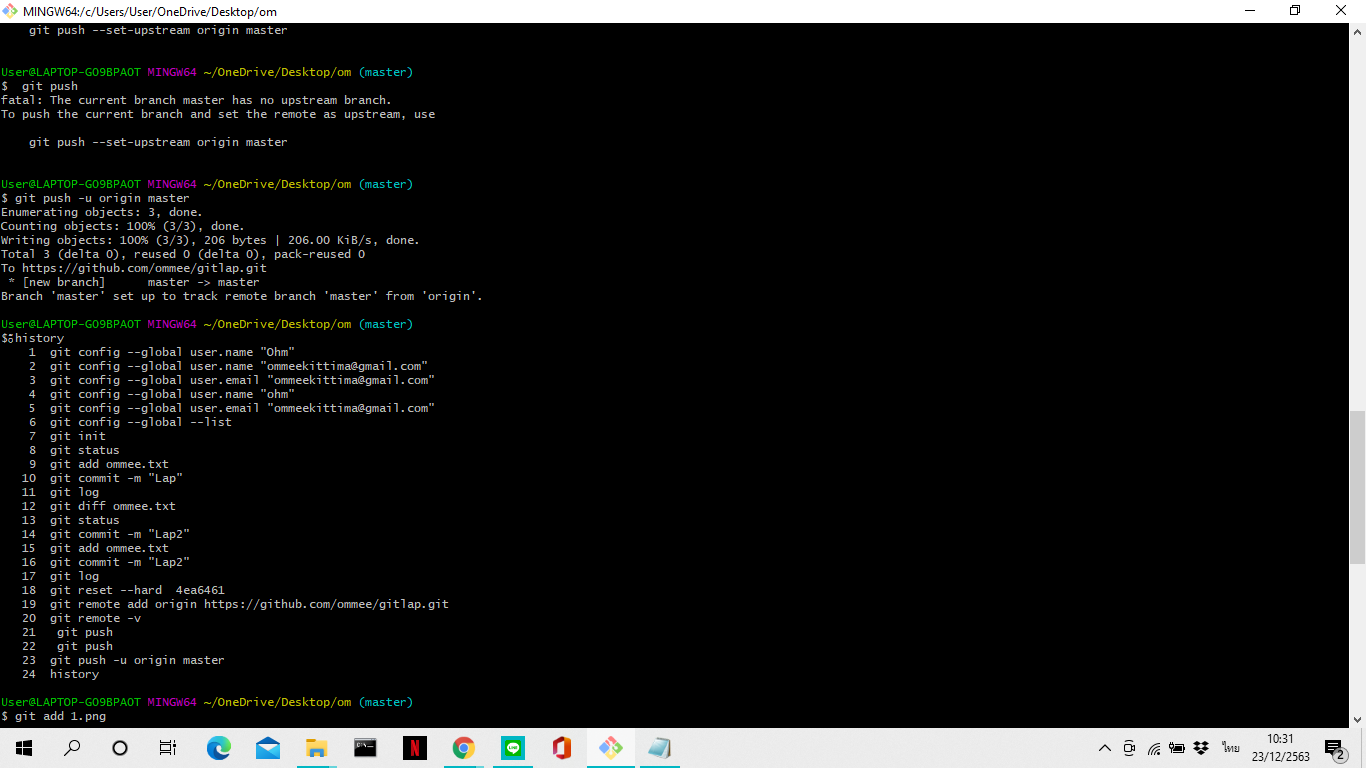 MINGW64:/c/Users/User/OneDrive/Desktop/om
git push --set-upstream origin master
User@LAPTOP-GO9BPAOT MINGW64 ~/OneDrive/Desktop/om (master)
$  git push
fatal: The current branch master has no upstream branch.
To push the current branch and set the remote as upstream, use
git push --set-upstream origin master
User@LAPTOP-GO9BPAOT MINGW64 ~/OneDrive/Desktop/om (master)
$ git push -u origin master
Enumerating objects: 3, done.
Counting objects: 100% (3/3), done.
Writing objects: 100% (3/3), 206 bytes | 206.00 KiB/s, done.
Total 3 (delta 0), reused 0 (delta 0), pack-reused 0
To https://github.com/ommee/gitlap.git
* [new branch]      master -> master
Branch 'master' set up to track remote branch 'master' from 'origin'.
User@LAPTOP-GO9BPAOT MINGW64 ~/OneDrive/Desktop/om (master)
$ history
1  git config --global user.name "Ohm"
2  git config --global user.name "ommeekittima@gmail.com"
3  git config --global user.email "ommeekittima@gmail.com"
4  git config --global user.name "ohm"
5  git config --global user.email "ommeekittima@gmail.com"
6  git config --global --list
7  git init
8  git status
9  git add ommee.txt
10  git commit -m "Lap"
11  git log
12  git diff ommee.txt
13  git status
14  git commit -m "Lap2"
15  git add ommee.txt
16  git commit -m "Lap2"
17  git log
18  git reset --hard  4ea6461
19  git remote add origin https://github.com/ommee/gitlap.git
20  git remote -v
21   git push
22   git push
23  git push -u origin master
24  history
User@LAPTOP-GO9BPAOT MINGW64 ~/OneDrive/Desktop/om (master)
$ git add 1.png
ไทย
10:31
23/12/2563
2